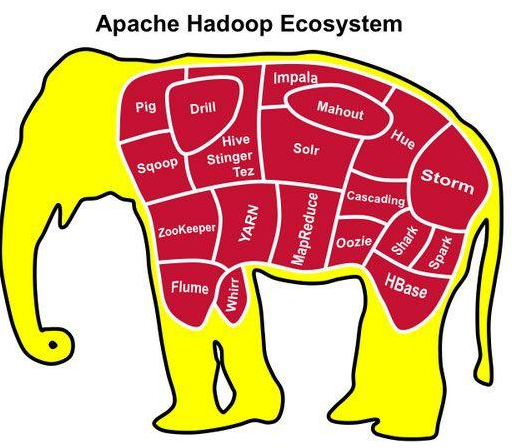 Apache Hadoop Ecosystem
Impala
Pig
Drill
Mahout
Hive
Stinger
Tez
Solr
Hue
Sqoop
Storm
Cascading
ZooKeeper
YARN
MapReduce
Oozie
Shark
Spark
Flume
Whirr
HBase